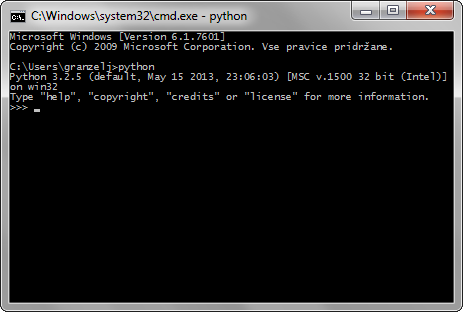 C:\Windows\system32\cmd.exe - python
Microsoft Windows [Version 6.1.7601]
Copyright (c) 2009 Microsoft Corporation. Vse pravice pridržane.
C:\Users\granzelj>python
Python 3.2.5 (default, May 15 2013, 23:06:03) [MSC v.1500 32 bit (Intel)]
on win32
Type "help", "copyright", "credits" or "license" for more information.
>>> _